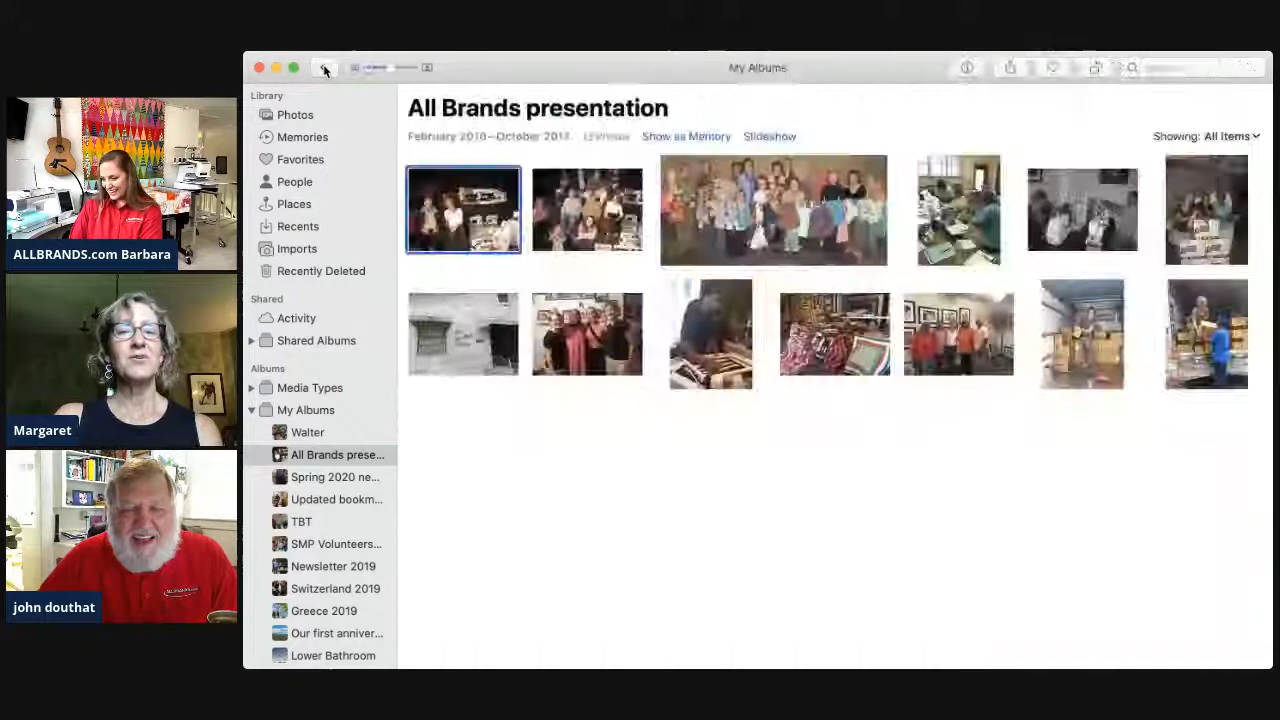 My Albums
Library
Photos
Memories
Favorites
People
Places
Recents
Imports
Recently Deleted
Shared
Activity
Shared Albums
Albums
Media Types
My Albums
Walter
All Brands prese...
Spring 2020 ne...
Updated bookm...
TBT
SMP Volunteers...
Newsletter 2019
Switzerland 2019
Greece 2019
Our first anniver...
Lower Bathroom
All Brands presentation
Show as Memory Slideshow
Showing: All Items
ALLBRANDS.com Barbara
Margaret
john douthat